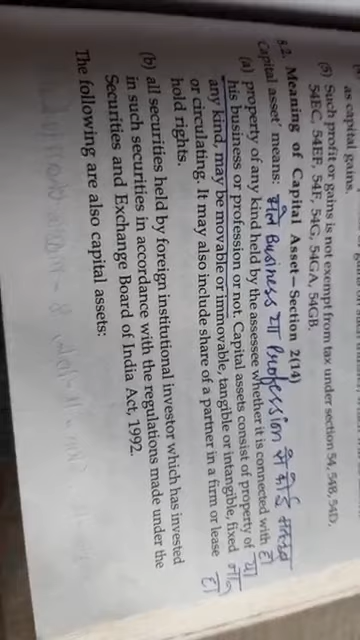 as capital gains.
(5) Such profit or gains is not exempt from tax under section 54, 54B, 54D,
54EC, 54EE, 54F, 54G, 54GA, 54GB.
8.2. Meaning of Capital Asset—Section 2(14)
Capital asset means: Business या Profession से कोई मतलब
(a) property of any kind held by the assessee whether it is connected with हो
his business or profession or not. Capital assets consist of property of या
any kind, may be movable or immovable, tangible or intangible, fixed
or circulating. It may also include share of a partner in a firm or lease हो
hold rights.
(b) all securities held by foreign institutional investor which has invested
in such securities in accordance with the regulations made under the
Securities and Exchange Board of India Act, 1992.
The following are also capital assets: